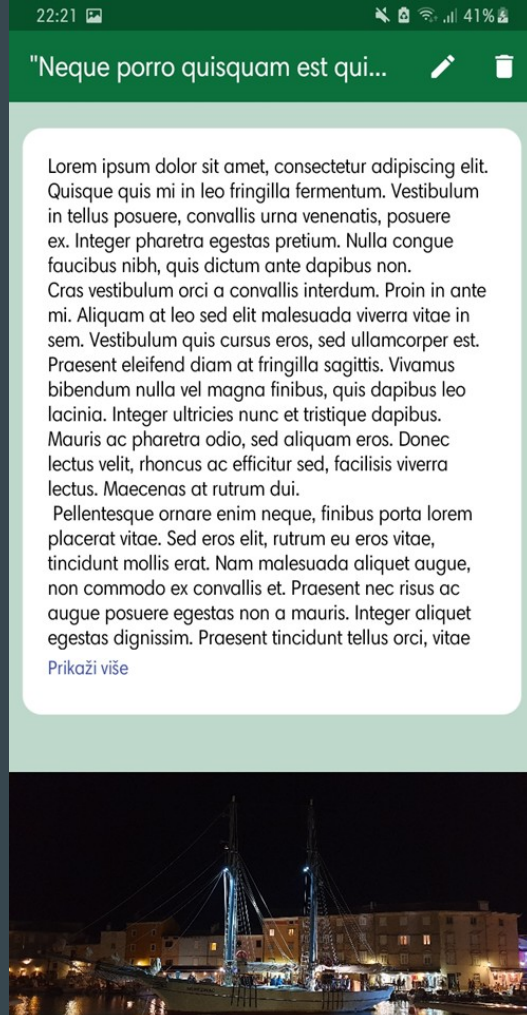 22:21 41%
"Neque porro quisquam est qui...
Lorem ipsum dolor sit amet, consectetur adipiscing elit.
Quisque quis mi in leo fringilla fermentum. Vestibulum
in tellus posuere, convallis urna venenatis, posuere
ex. Integer pharetra egestas pretium. Nulla congue
faucibus nibh, quis dictum ante dapibus non.
Cras vestibulum orci a convallis interdum. Proin in ante
mi. Aliquam at leo sed elit malesuada viverra vitae in
sem. Vestibulum quis cursus eros, sed ullamcorper est.
Praesent eleifend diam at fringilla sagittis. Vivamus
bibendum nulla vel magna finibus, quis dapibus leo
lacinia. Integer ultricies nunc et tristique dapibus.
Mauris ac pharetra odio, sed aliquam eros. Donec
lectus velit, rhoncus ac efficitur sed, facilisis viverra
lectus. Maecenas at rutrum dui.
Pellentesque ornare enim neque, finibus porta lorem
placerat vitae. Sed eros elit, rutrum eu eros vitae,
tincidunt mollis erat. Nam malesuada aliquet augue,
non commodo ex convallis et. Praesent nec risus ac
augue posuere egestas non a mauris. Integer aliquet
egestas dignissim. Praesent tincidunt tellus orci, vitae
Prikaži više